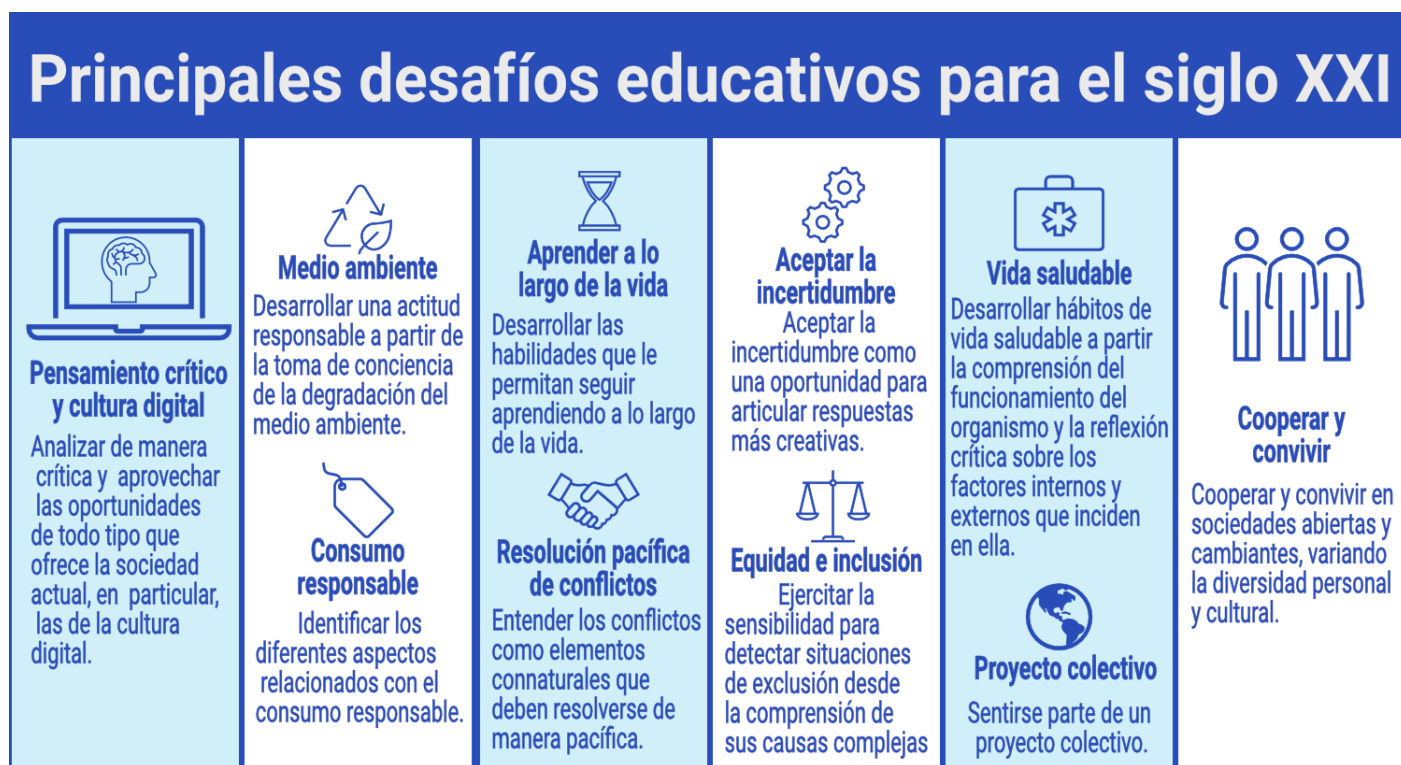 Principales desafíos educativos para el siglo XXI
Pensamiento crítico
y cultura digital
Analizar de manera
crítica y aprovechar
las oportunidades
de todo tipo que
ofrece la sociedad
actual, en particular,
las de la cultura
digital.
Medio ambiente
Desarrollar una actitud
responsable a partir de
la toma de conciencia
de la degradación del
medio ambiente.
Consumo
responsable
Identificar los
diferentes aspectos
relacionados con el
consumo responsable.
Aprender a lo
largo de la vida
Desarrollar las
habilidades que le
permitan seguir
aprendiendo a lo largo
de la vida.
Resolución pacífica
de conflictos
Entender los conflictos
como elementos
connaturales que
deben resolverse de
manera pacífica.
Aceptar la
incertidumbre
Aceptar la
incertidumbre como
una oportunidad para
articular respuestas
más creativas.
Equidad e inclusión
Ejercitar la
sensibilidad para
detectar situaciones
de exclusión desde
la comprensión de
sus causas complejas
Vida saludable
Desarrollar hábitos de
vida saludable a partir
la comprensión del
funcionamiento del
organismo y la reflexión
crítica sobre los
factores internos y
externos que inciden
en ella.
Proyecto colectivo
Sentirse parte de un
proyecto colectivo.
Cooperar y
convivir
Cooperar y convivir en
sociedades abiertas y
cambiantes, variando
la diversidad personal
y cultural.